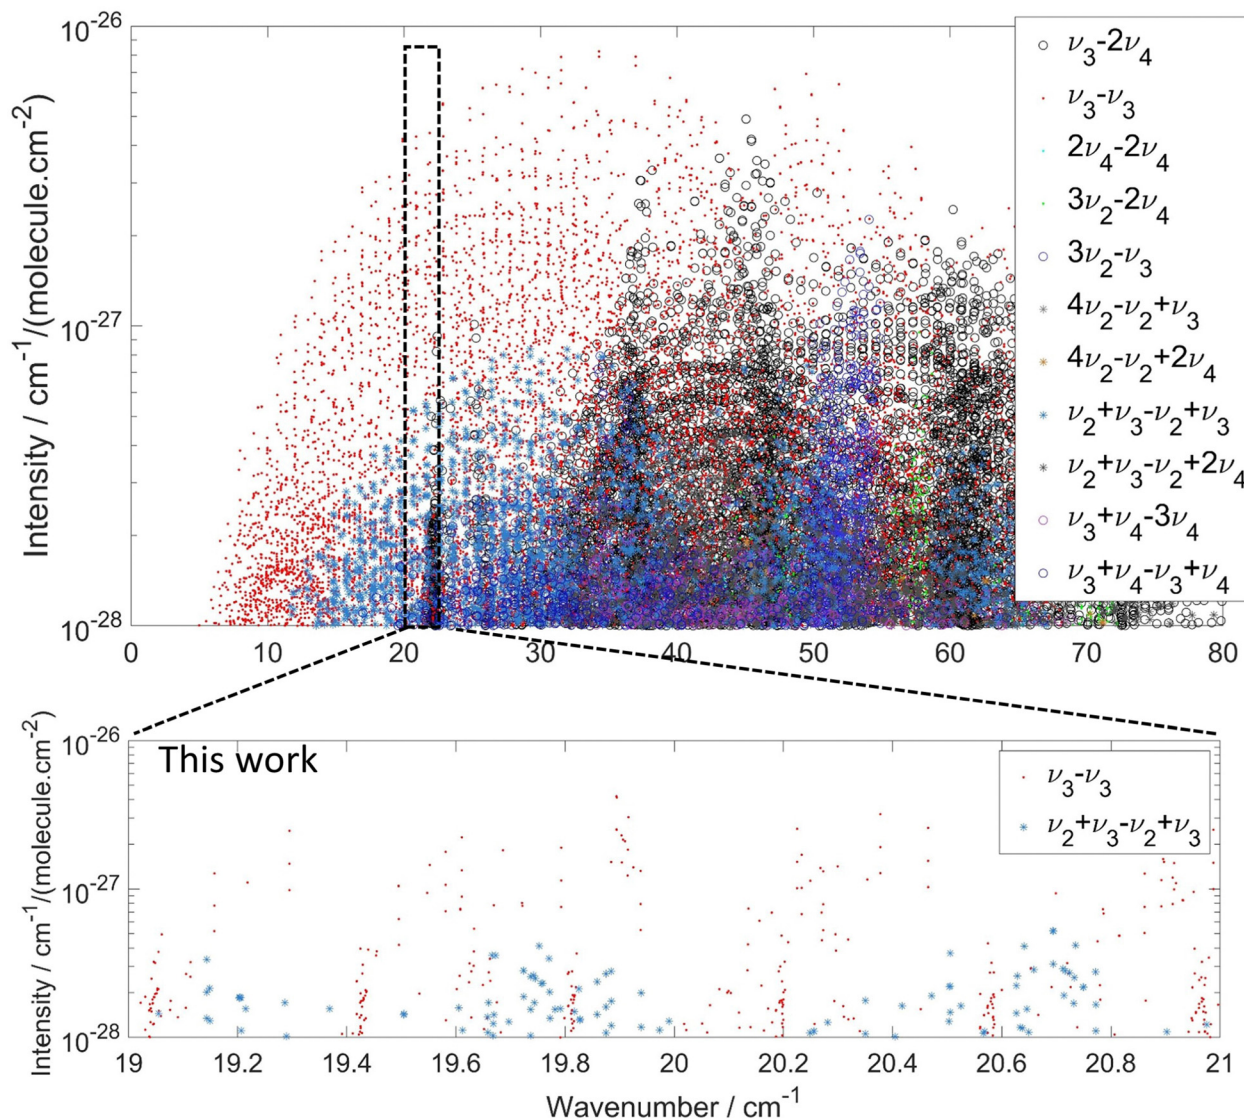 10⁻²⁶
10⁻²⁷
10⁻²⁸
Intensity / cm⁻¹/(molecule.cm⁻²)
0 10 20 30 40 50 60 70 80
ν₃-2ν₄
ν₃-ν₃
2ν₄-2ν₄
3ν₂-2ν₄
3ν₂-ν₃
4ν₂-ν₂+ν₃
4ν₂-ν₂+2ν₄
ν₂+ν₃-ν₂+ν₃
ν₂+ν₃-ν₂+2ν₄
ν₃+ν₄-3ν₄
ν₃+ν₄-ν₃+ν₄
This work
10⁻²⁶
10⁻²⁷
10⁻²⁸
Intensity / cm⁻¹/(molecule.cm⁻²)
ν₃-ν₃
ν₂+ν₃-ν₂+ν₃
19 19.2 19.4 19.6 19.8 20 20.2 20.4 20.6 20.8 21
Wavenumber / cm⁻¹